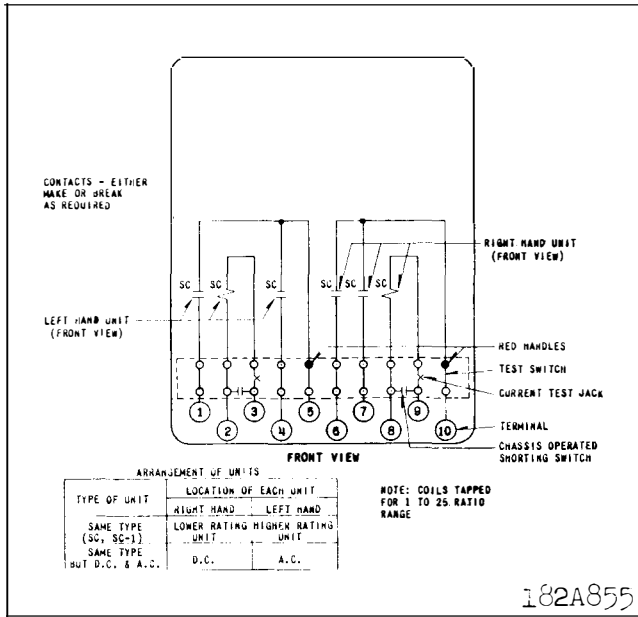 CONTACTS - EITHER
MAKE OR BREAK
AS REQUIRED
RIGHT HAND UNIT
(FRONT VIEW)
SC SC SC SC SC SC
LEFT HAND UNIT
(FRONT VIEW)
RED HANDLES
TEST SWITCH
CURRENT TEST JACK
1 3 4 5 6 7 9
2 8 10
TERMINAL
CHASSIS OPERATED
SHORTING SWITCH
FRONT VIEW
ARRANGEMENT OF UNITS
TYPE OF UNIT
LOCATION OF EACH UNIT
RIGHT HAND LEFT HAND
SAME TYPE
(SC, SC-1)
LOWER RATING
UNIT
HIGHER RATING
UNIT
SAME TYPE
BUT D.C. & A.C.
D.C. A.C.
NOTE: COILS TAPPED
FOR 1 TO 25 RATIO
RANGE
182A855